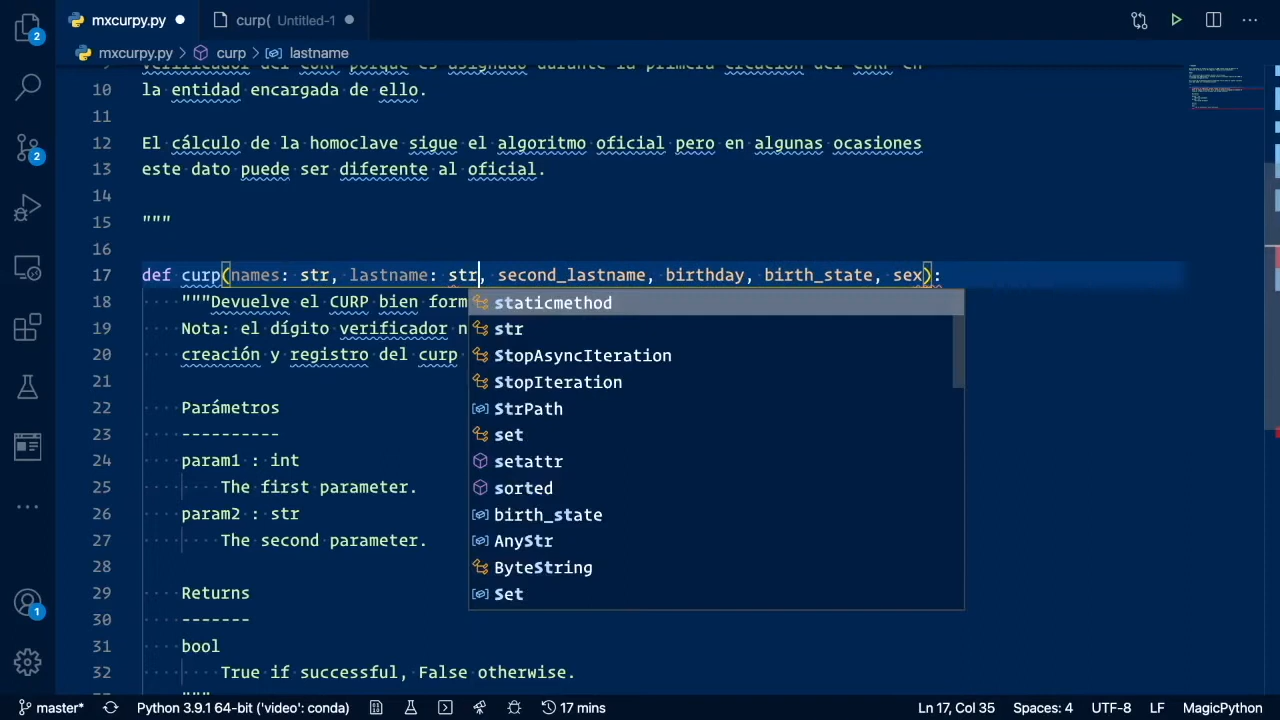 mxcurpy.py ● curp( Untitled-1 ●
mxcurpy.py > curp > lastname
10 la entidad encargada de ello.
11
12 El cálculo de la homoclave sigue el algoritmo oficial pero en algunas ocasiones
13 este dato puede ser diferente al oficial.
14
15 """
16
17 def curp(names: str, lastname: str, second_lastname, birthday, birth_state, sex):
18 """Devuelve el CURP bien form
19 Nota: el dígito verificador n
20 creación y registro del curp
21
22 Parámetros
23 ----------
24 param1 : int
25 The first parameter.
26 param2 : str
27 The second parameter.
28
29 Returns
30 -------
31 bool
32 True if successful, False otherwise.
"""
staticmethod
str
StopAsyncIteration
StopIteration
StrPath
set
setattr
sorted
birth_state
AnyStr
ByteString
Set
2
2
1
master* Python 3.9.1 64-bit ('video': conda) 17 mins Ln 17, Col 35 Spaces: 4 UTF-8 LF MagicPython